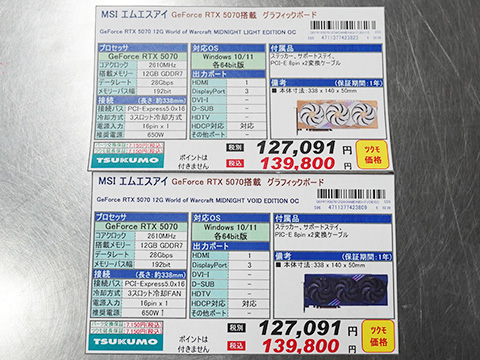 MSI エムエスアイ GeForce RTX 5070搭載 グラフィックボード
GeForce RTX 5070 12G World of Warcraft MIDNIGHT LIGHT EDITION OC
4711377423823
プロセッサ
GeForce RTX 5070
コアクロック 2610MHz
搭載メモリー 12GB GDDR7
データレート 28Gbps
メモリーバス幅 192bit
接続 (長さ:約338mm)
接続バス PCI-Express5.0x16
冷却方式 3スロット冷却方式
電源入力 16pin x 1
推奨電源 650W
対応OS
Windows 10/11
各64bit版
出力ポート
HDMI 1
DisplayPort 3
DVI-I -
D-SUB -
HDTV -
HDCP対応 対応
その他ポート -
付属品
ステッカー、サポートステイ、
PCI-E 8pin x2変換ケーブル
備考 (保証期間:1年)
■ 本体寸法:338 x 140 x 50mm
TSUKUMO
ポイントは
付きません
税別 127,091 円
税込 139,800 円
ツクモ
価格
MSI エムエスアイ GeForce RTX 5070搭載 グラフィックボード
GeForce RTX 5070 12G World of Warcraft MIDNIGHT VOID EDITION OC
4711377423809
プロセッサ
GeForce RTX 5070
コアクロック 2610MHz
搭載メモリー 12GB GDDR7
データレート 28Gbps
メモリーバス幅 192bit
接続 (長さ:約338mm)
接続バス PCI-Express5.0x16
冷却方式 3スロット冷却FAN
電源入力 16pin x 1
推奨電源 650W↑
対応OS
Windows 10/11
各64bit版
出力ポート
HDMI 1
DisplayPort 3
DVI-I -
D-SUB -
HDTV -
HDCP対応 対応
その他ポート -
付属品
ステッカー、サポートステイ、
PIC-E 8pin x2変換ケーブル
備考 (保証期間:1年)
■ 本体寸法:338 x 140 x 50mm
TSUKUMO
ポイントは
付きません
税別 127,091 円
税込 139,800 円
ツクモ
価格